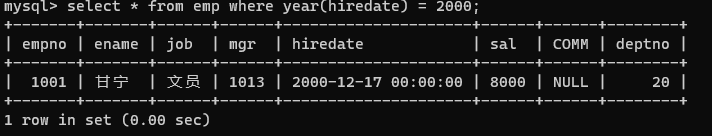 mysql> select * from emp where year(hiredate) = 2000;
+-------+-------+------+------+---------------------+------+------+--------+
| empno | ename | job  | mgr  | hiredate            | sal  | COMM | deptno |
+-------+-------+------+------+---------------------+------+------+--------+
|  1001 | 甘宁  | 文员 | 1013 | 2000-12-17 00:00:00 | 8000 | NULL |     20 |
+-------+-------+------+------+---------------------+------+------+--------+
1 row in set (0.00 sec)